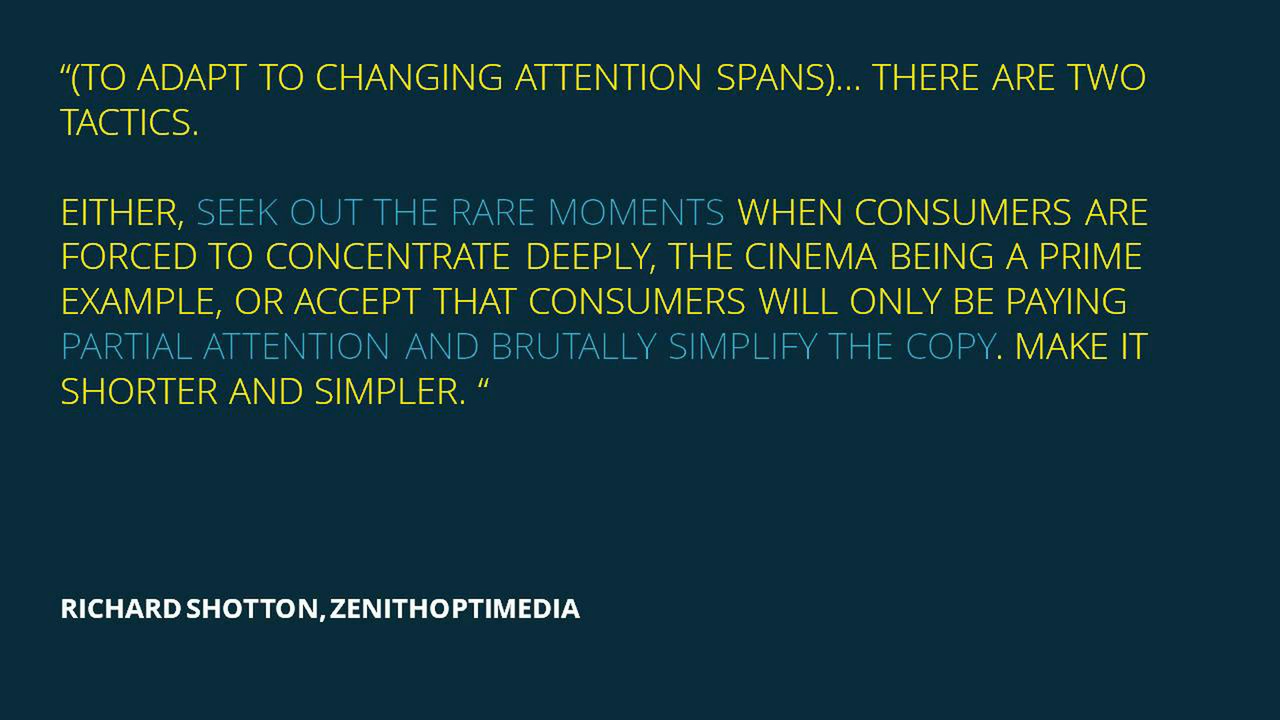 “(TO ADAPT TO CHANGING ATTENTION SPANS)... THERE ARE TWO
TACTICS.
EITHER, SEEK OUT THE RARE MOMENTS WHEN CONSUMERS ARE
FORCED TO CONCENTRATE DEEPLY, THE CINEMA BEING A PRIME
EXAMPLE, OR ACCEPT THAT CONSUMERS WILL ONLY BE PAYING
PARTIAL ATTENTION AND BRUTALLY SIMPLIFY THE COPY. MAKE IT
SHORTER AND SIMPLER. “
RICHARD SHOTTON, ZENITHOPTIMEDIA